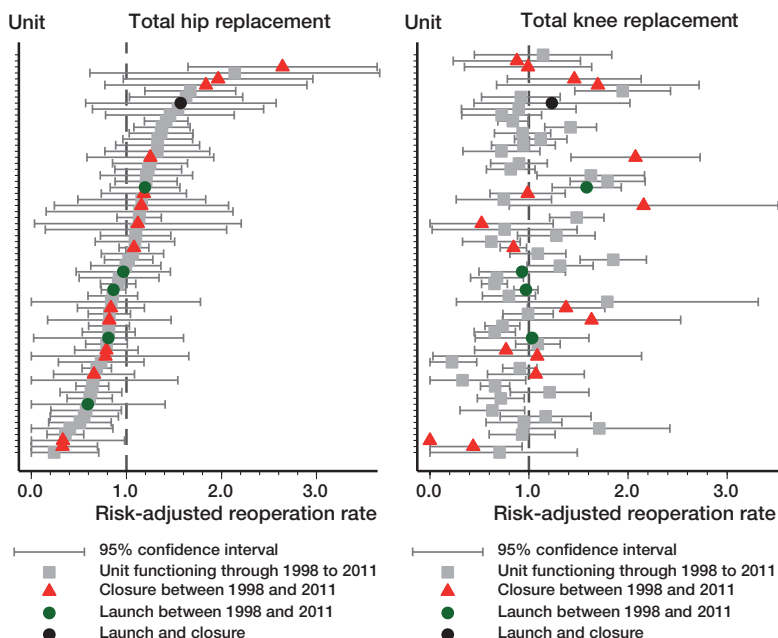 Unit
Total hip replacement
0.0 1.0 2.0 3.0
Risk-adjusted reoperation rate
95% confidence interval
Unit functioning through 1998 to 2011
Closure between 1998 and 2011
Launch between 1998 and 2011
Launch and closure
Unit
Total knee replacement
0.0 1.0 2.0 3.0
Risk-adjusted reoperation rate
95% confidence interval
Unit functioning through 1998 to 2011
Closure between 1998 and 2011
Launch between 1998 and 2011
Launch and closure